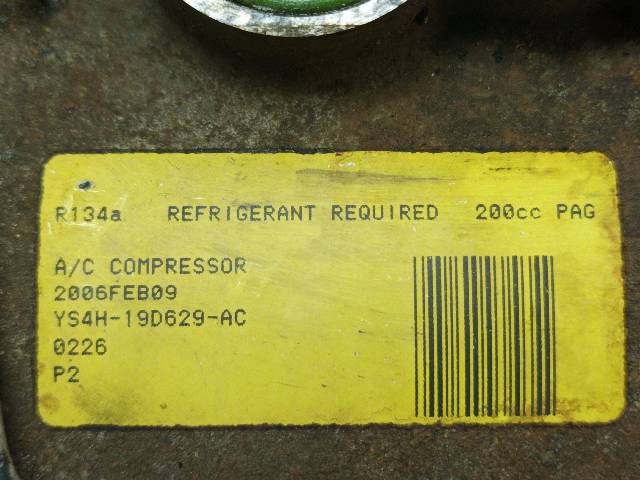 R134a REFRIGERANT REQUIRED 200cc PAG
A/C COMPRESSOR
2006FEB09
YS4H-19D629-AC
0226
P2